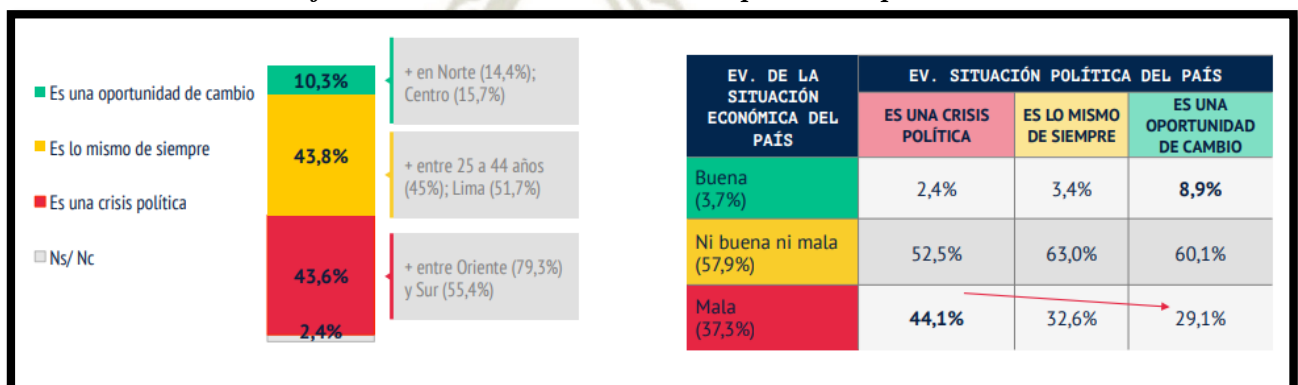 Es una oportunidad de cambio
Es lo mismo de siempre
Es una crisis política
Ns/ Nc
10,3%
43,8%
43,6%
2,4%
+ en Norte (14,4%);
Centro (15,7%)
+ entre 25 a 44 años
(45%); Lima (51,7%)
+ entre Oriente (79,3%)
y Sur (55,4%)
EV. DE LA
SITUACIÓN
ECONÓMICA DEL
PAÍS
EV. SITUACIÓN POLÍTICA DEL PAÍS
ES UNA CRISIS
POLÍTICA
ES LO MISMO
DE SIEMPRE
ES UNA
OPORTUNIDAD
DE CAMBIO
Buena
(3,7%)
2,4%
3,4%
8,9%
Ni buena ni mala
(57,9%)
52,5%
63,0%
60,1%
Mala
(37,3%)
44,1%
32,6%
29,1%